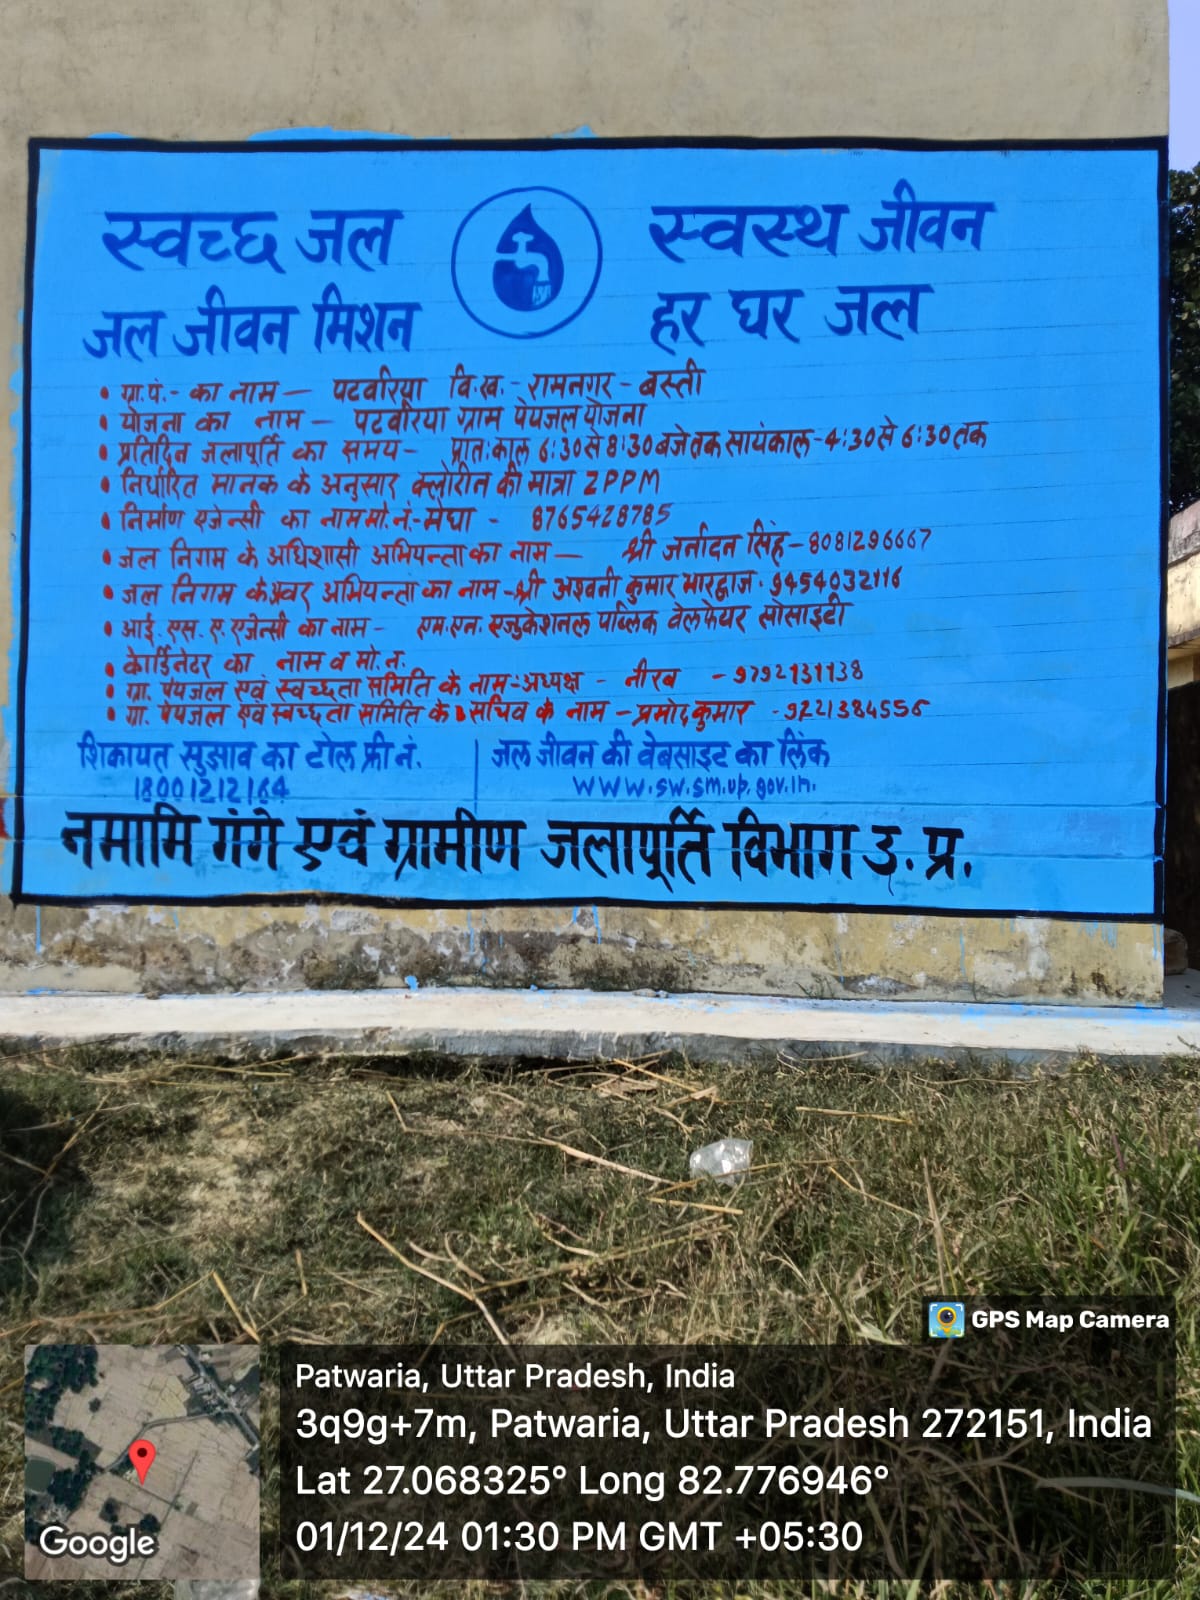 स्वच्छ जल
स्वस्थ जीवन
जल जीवन मिशन
हर घर जल
• ग्रा.पं.- का नाम — पटवरिया वि.ख.- रामनगर - बस्ती
• योजना का नाम — पटवरिया ग्राम पेयजल योजना
• प्रतिदिन जलापूर्ति का समय - प्रात:काल 6:30 से 8:30 बजे तक सायंकाल - 4:30 से 6:30 तक
• निर्धारित मानक के अनुसार क्लोरीन की मात्रा 2PPM
• निर्माण एजेन्सी का नाम मो.नं.- मेघा - 8765428785
• जल निगम के अधिशासी अभियन्ता का नाम — श्री जर्नादन सिंह - 8081296667
• जल निगम के अवर अभियन्ता का नाम - श्री अश्वनी कुमार भारद्वाज. 9454032116
• आई. एस. ए. एजेन्सी का नाम - एम.एन. एजुकेशनल पब्लिक वेलफेयर सोसाइटी
• कोर्डिनेटर का नाम व मो.न.
• ग्रा. पेयजल एवं स्वच्छता समिति के नाम - अध्यक्ष - नीरब - 9792131138
• ग्रा. पेयजल एवं स्वच्छता समिति के सचिव के नाम - प्रमोद कुमार - 9221384556
शिकायत सुझाव का टोल फ्री नं.
18001212164
जल जीवन की वेबसाइट का लिंक
www.sw.sm.up.gov.in.
नमामि गंगे एवं ग्रामीण जलापूर्ति विभाग उ. प्र.
GPS Map Camera
Patwaria, Uttar Pradesh, India
3q9g+7m, Patwaria, Uttar Pradesh 272151, India
Lat 27.068325° Long 82.776946°
01/12/24 01:30 PM GMT +05:30
Google